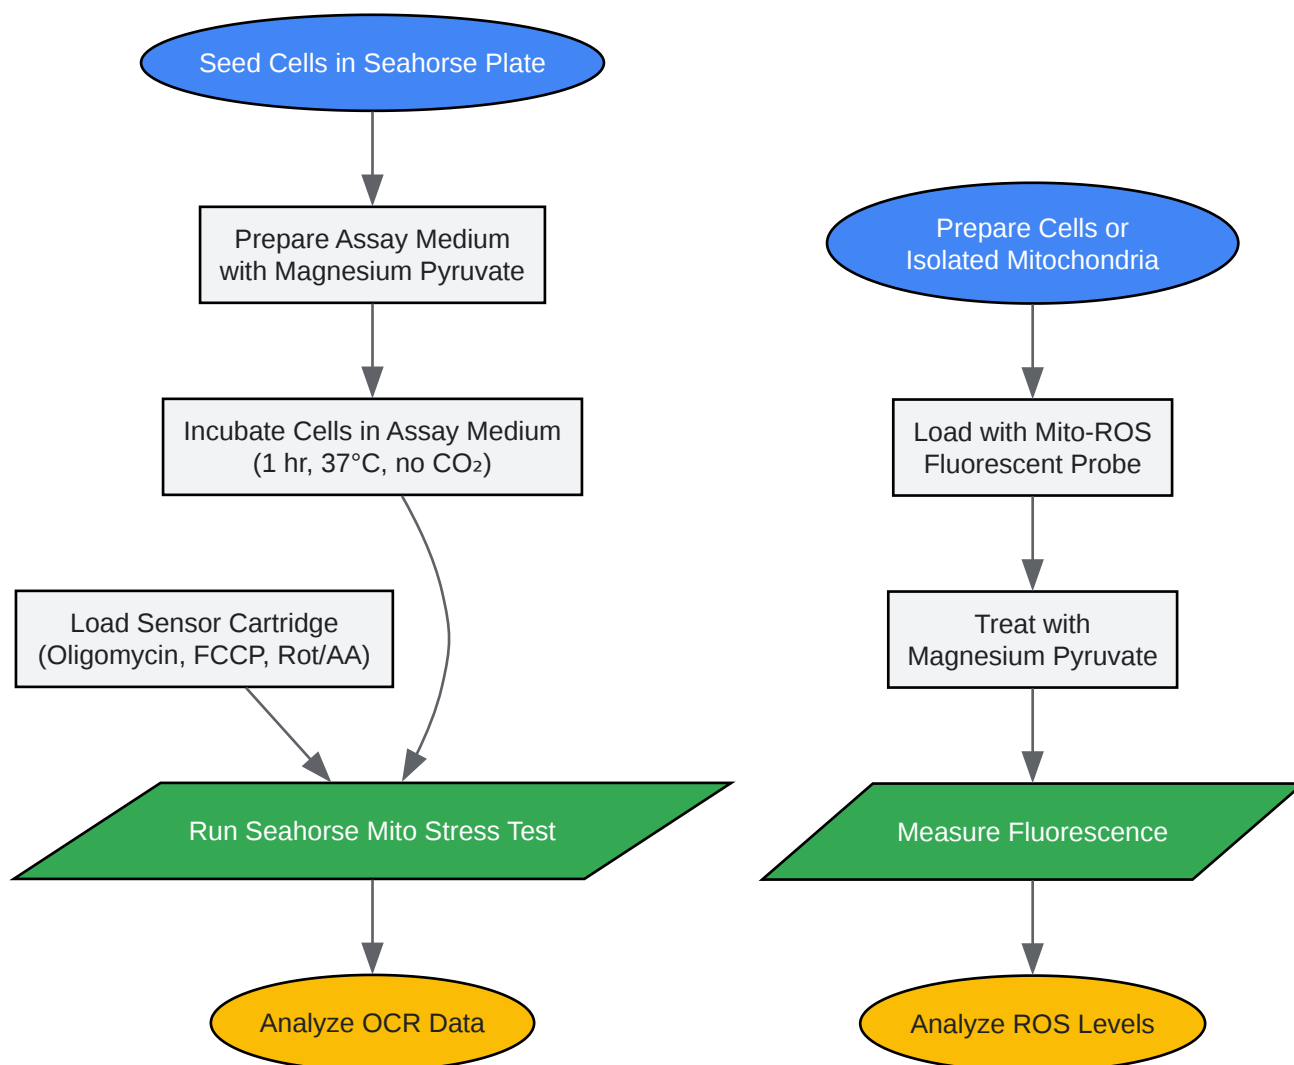 Seed Cells in Seahorse Plate
Prepare Assay Medium
with Magnesium Pyruvate
Incubate Cells in Assay Medium
(1 hr, 37°C, no CO₂)
Load Sensor Cartridge
(Oligomycin, FCCP, Rot/AA)
Run Seahorse Mito Stress Test
Analyze OCR Data
Prepare Cells or
Isolated Mitochondria
Load with Mito-ROS
Fluorescent Probe
Treat with
Magnesium Pyruvate
Measure Fluorescence
Analyze ROS Levels